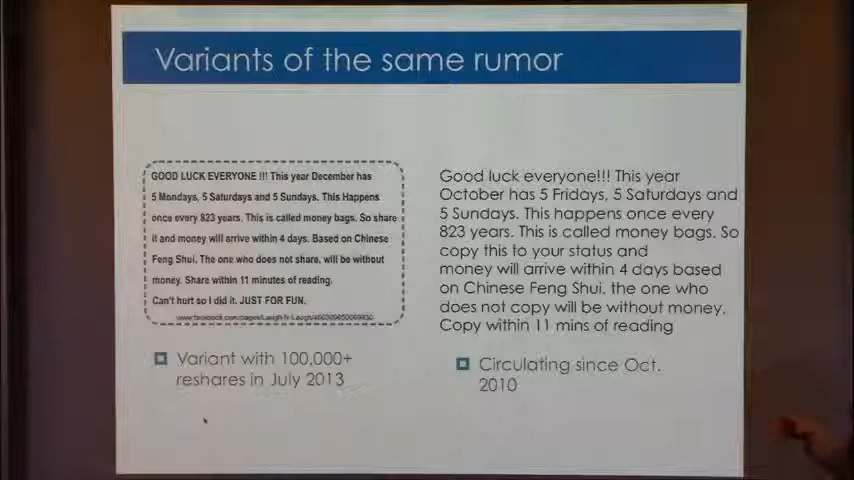 Variants of the same rumor
GOOD LUCK EVERYONE !!! This year December has
5 Mondays, 5 Saturdays and 5 Sundays. This Happens
once every 823 years. This is called money bags. So share
it and money will arrive within 4 days. Based on Chinese
Feng Shui. The one who does not share, will be without
money. Share within 11 minutes of reading.
Can't hurt so I did it. JUST FOR FUN.
Variant with 100,000+
reshares in July 2013
Good luck everyone!!! This year
October has 5 Fridays, 5 Saturdays and
5 Sundays. This happens once every
823 years. This is called money bags. So
copy this to your status and
money will arrive within 4 days based
on Chinese Feng Shui. the one who
does not copy will be without money.
Copy within 11 mins of reading
Circulating since Oct.
2010